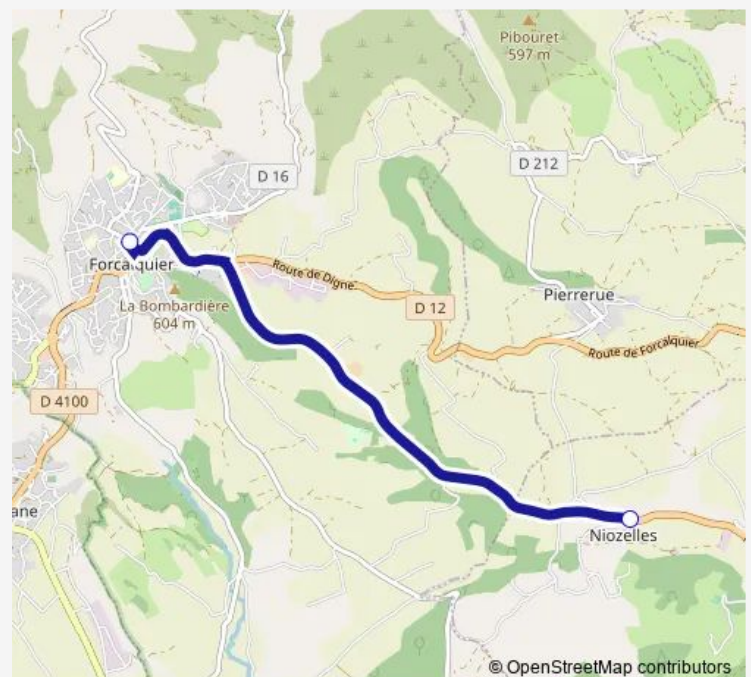 Pibouret
597 m
D 212
D 16
Forcalquier
Route de Digne
La Bombardière
604 m
D 12
Pierrerue
Route de Forcalquier
D 4100
ane
Niozelles
© OpenStreetMap contributors